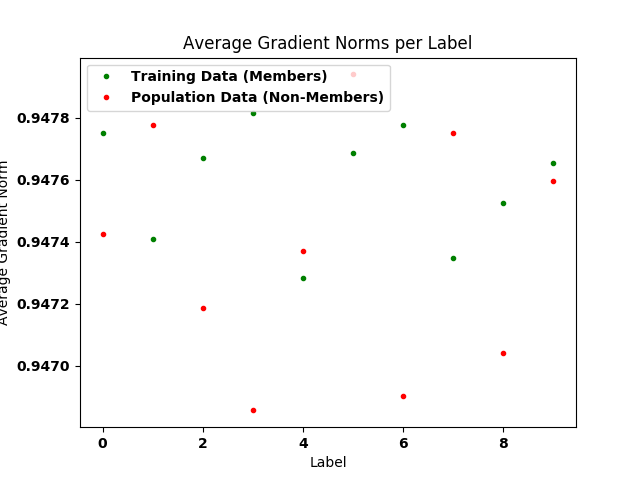 Average Gradient Norms per Label
Training Data (Members)
Population Data (Non-Members)
0.9478
0.9476
0.9474
0.9472
0.9470
Average Gradient Norm
0 2 4 6 8
Label